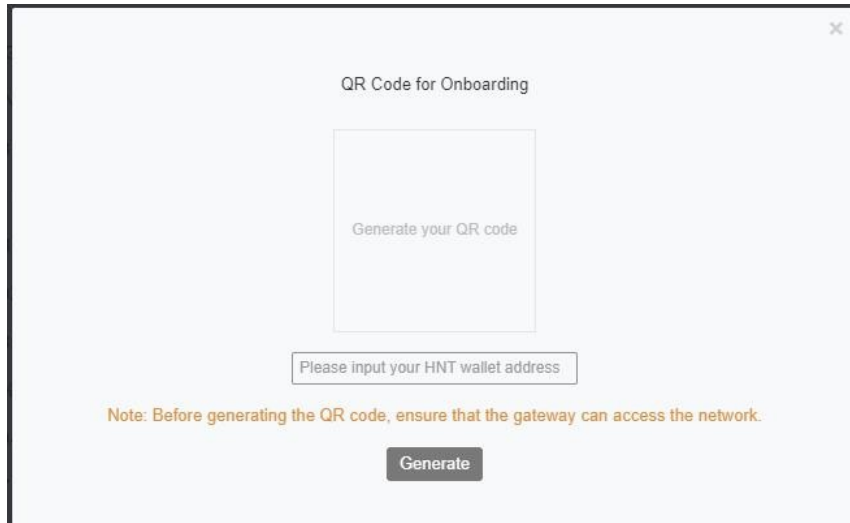 QR Code for Onboarding
Generate your QR code
Please input your HNT wallet address
Note: Before generating the QR code, ensure that the gateway can access the network.
Generate